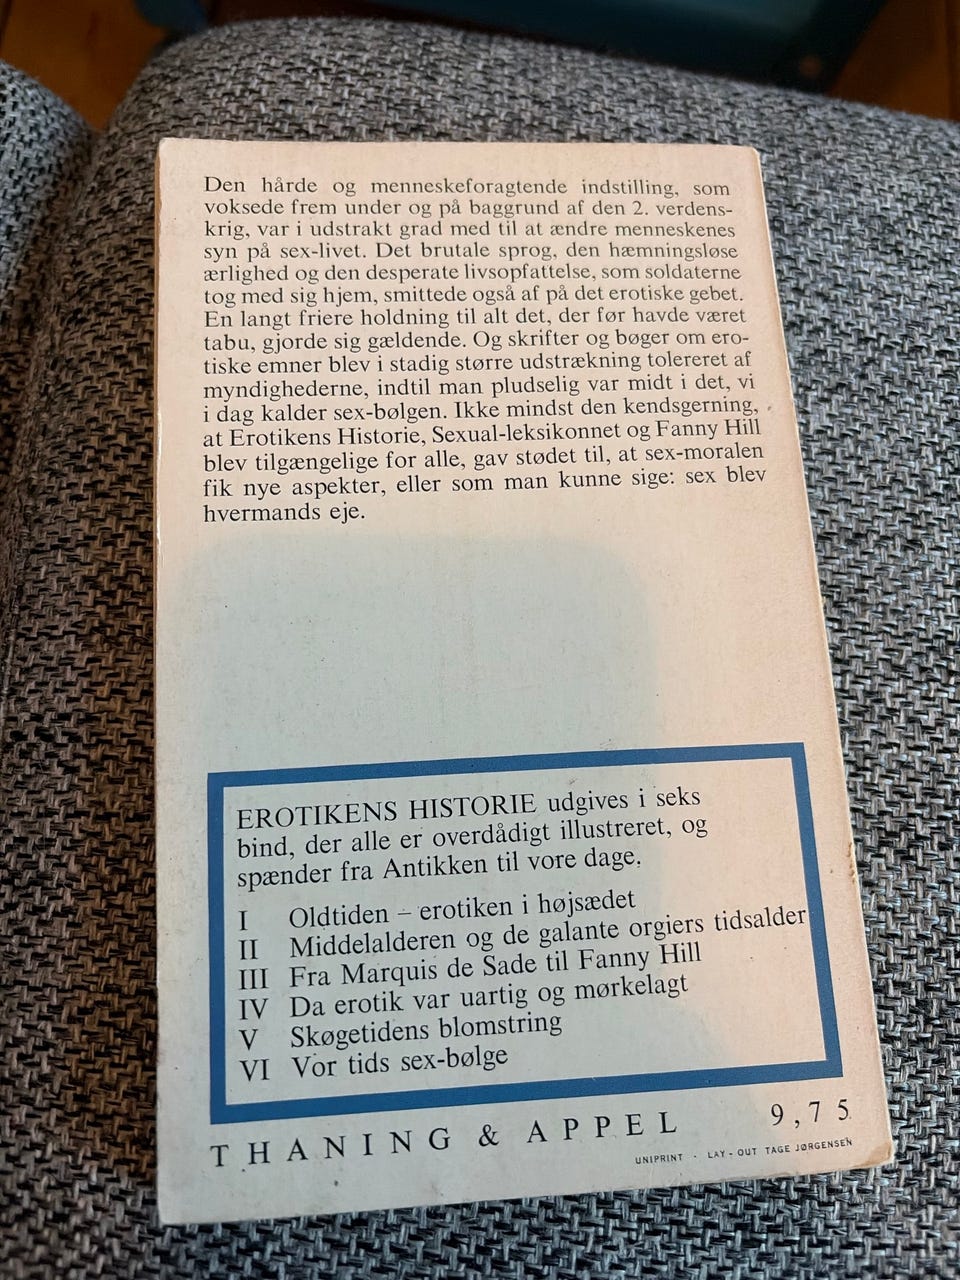 Den hårde og menneskeforagtende indstilling, som
voksede frem under og på baggrund af den 2. verdens-
krig, var i udstrakt grad med til at ændre menneskenes
syn på sex-livet. Det brutale sprog, den hæmningsløse
ærlighed og den desperate livsopfattelse, som soldaterne
tog med sig hjem, smittede også af på det erotiske gebet.
En langt friere holdning til alt det, der før havde været
tabu, gjorde sig gældende. Og skrifter og bøger om ero-
tiske emner blev i stadig større udstrækning tolereret af
myndighederne, indtil man pludselig var midt i det, vi
i dag kalder sex-bølgen. Ikke mindst den kendsgerning,
at Erotikens Historie, Sexual-leksikonnet og Fanny Hill
blev tilgængelige for alle, gav stødet til, at sex-moralen
fik nye aspekter, eller som man kunne sige: sex blev
hvermands eje.
EROTIKENS HISTORIE udgives i seks
bind, der alle er overdådigt illustreret, og
spænder fra Antikken til vore dage.
I Oldtiden – erotiken i højsædet
II Middelalderen og de galante orgiers tidsalder
III Fra Marquis de Sade til Fanny Hill
IV Da erotik var uartig og mørkelagt
V Skøgetidens blomstring
VI Vor tids sex-bølge
THANING & APPEL 9,75
UNIPRINT · LAY-OUT TAGE JØRGENSEN